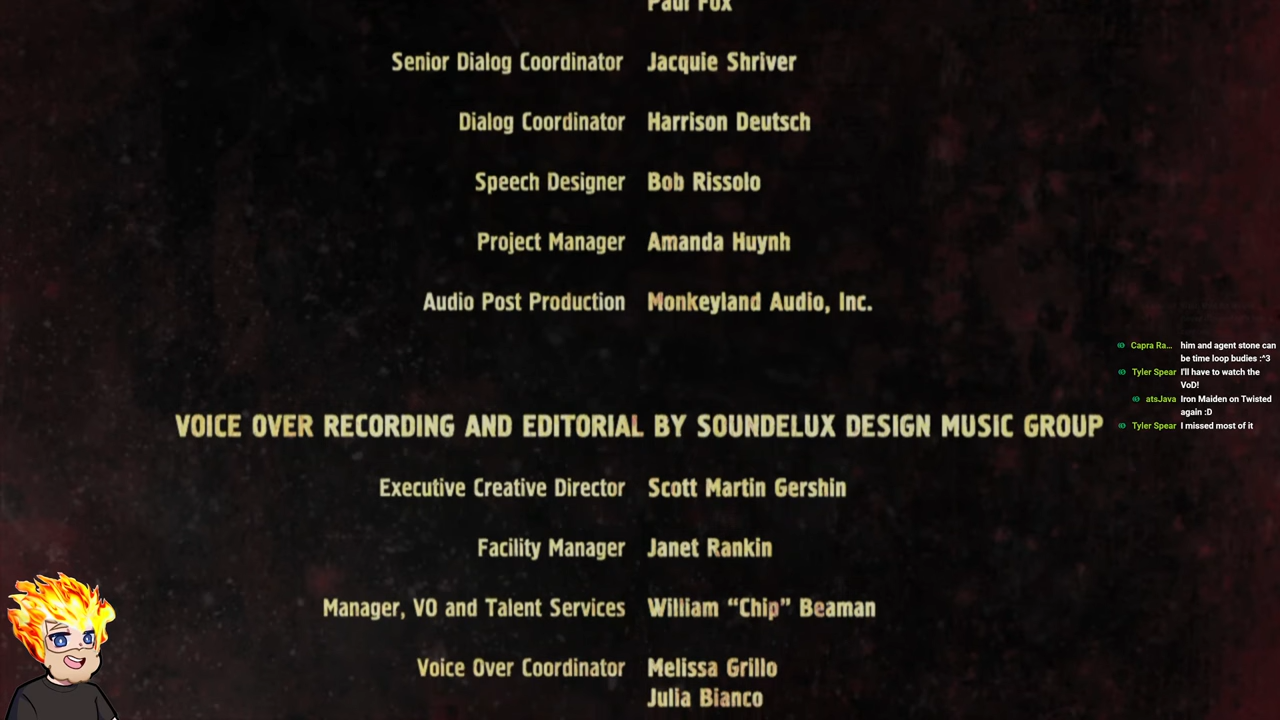 Paul Fox
Senior Dialog Coordinator Jacquie Shriver
Dialog Coordinator Harrison Deutsch
Speech Designer Bob Rissolo
Project Manager Amanda Huynh
Audio Post Production Monkeyland Audio, Inc.
VOICE OVER RECORDING AND EDITORIAL BY SOUNDELUX DESIGN MUSIC GROUP
Executive Creative Director Scott Martin Gershin
Facility Manager Janet Rankin
Manager, VO and Talent Services William “Chip” Beaman
Voice Over Coordinator Melissa Grillo
Julia Bianco
Capra Ra... him and agent stone can
be time loop budies :^3
Tyler Spear I'll have to watch the
VoD!
atsJava Iron Maiden on Twisted
again :D
Tyler Spear I missed most of it